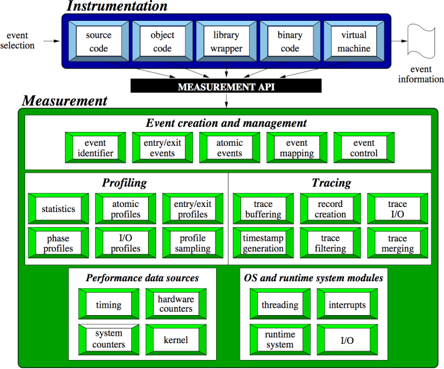 Instrumentation
event
selection
source
code
object
code
library
wrapper
binary
code
virtual
machine
event
information
MEASUREMENT API
Measurement
Event creation and management
event
identifier
entry/exit
events
atomic
events
event
mapping
event
control
Profiling
statistics
atomic
profiles
entry/exit
profiles
phase
profiles
I/O
profiles
profile
sampling
Tracing
trace
buffering
record
creation
trace
I/O
timestamp
generation
trace
filtering
trace
merging
Performance data sources
timing
hardware
counters
system
counters
kernel
OS and runtime system modules
threading
interrupts
runtime
system
I/O